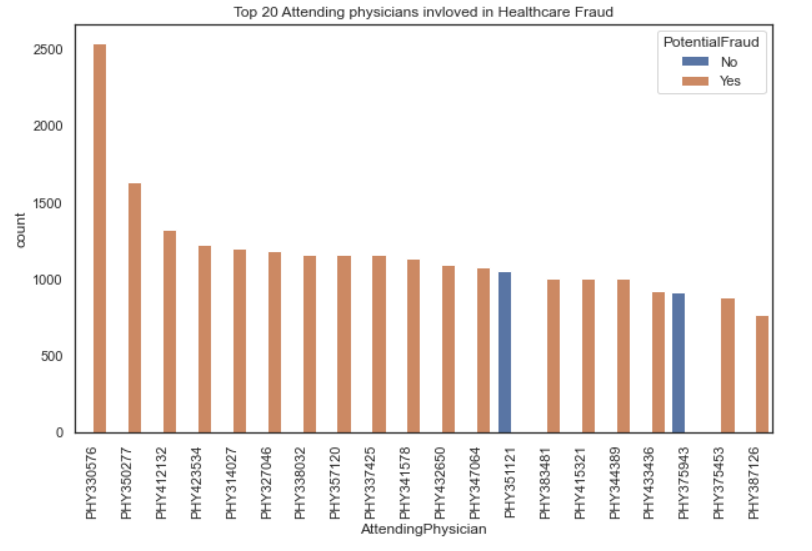 Top 20 Attending physicians invloved in Healthcare Fraud
PotentialFraud
No
Yes
2500
2000
1500
1000
500
0
count
PHY330576
PHY350277
PHY412132
PHY423534
PHY314027
PHY327046
PHY338032
PHY357120
PHY337425
PHY341578
PHY432650
PHY347064
PHY351121
PHY383481
PHY415321
PHY344389
PHY433436
PHY375943
PHY375453
PHY387126
AttendingPhysician